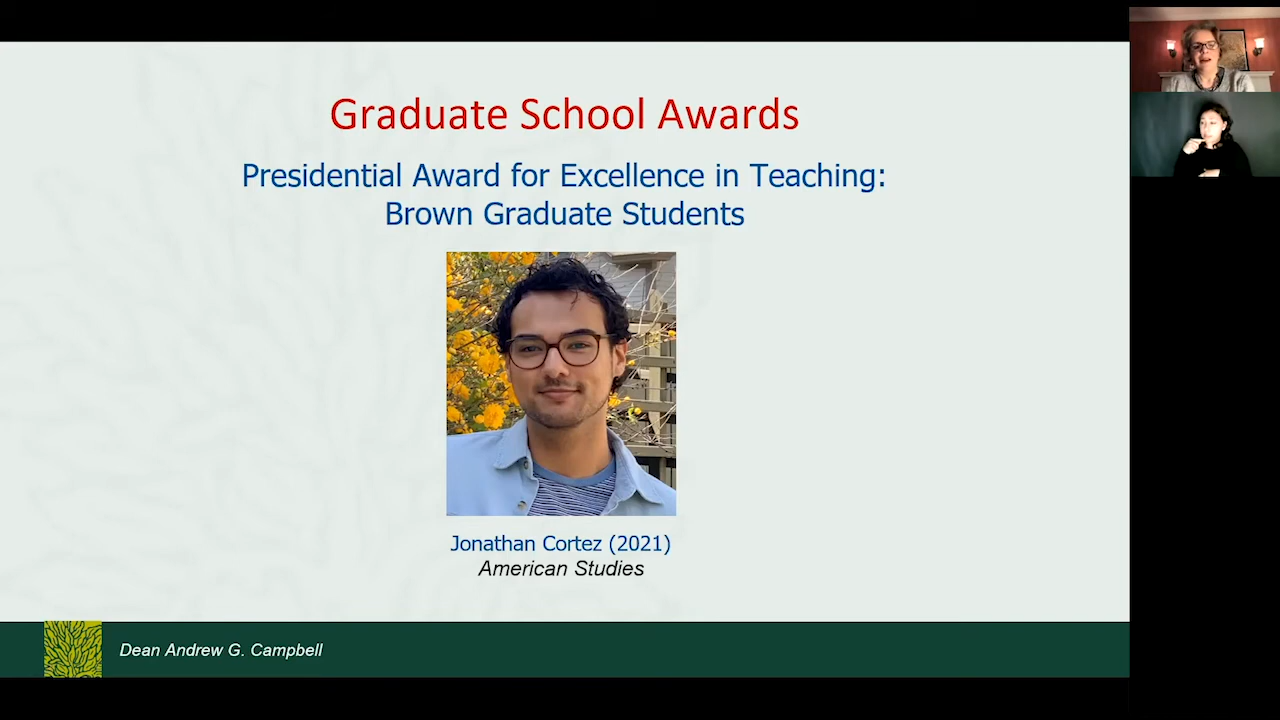 Graduate School Awards
Presidential Award for Excellence in Teaching:
Brown Graduate Students
Jonathan Cortez (2021)
American Studies
Dean Andrew G. Campbell